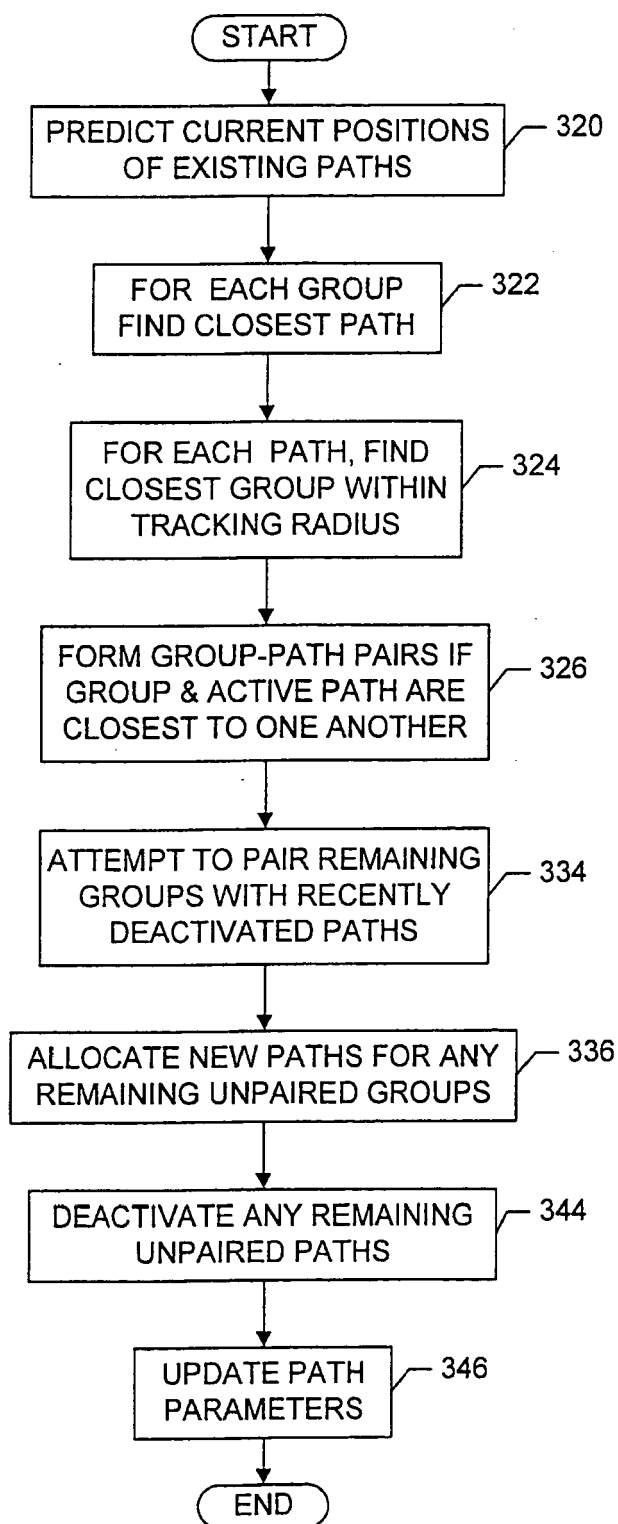 START
PREDICT CURRENT POSITIONS
OF EXISTING PATHS
320
FOR EACH GROUP
FIND CLOSEST PATH
322
FOR EACH PATH, FIND
CLOSEST GROUP WITHIN
TRACKING RADIUS
324
FORM GROUP-PATH PAIRS IF
GROUP & ACTIVE PATH ARE
CLOSEST TO ONE ANOTHER
326
ATTEMPT TO PAIR REMAINING
GROUPS WITH RECENTLY
DEACTIVATED PATHS
334
ALLOCATE NEW PATHS FOR ANY
REMAINING UNPAIRED GROUPS
336
DEACTIVATE ANY REMAINING
UNPAIRED PATHS
344
UPDATE PATH
PARAMETERS
346
END